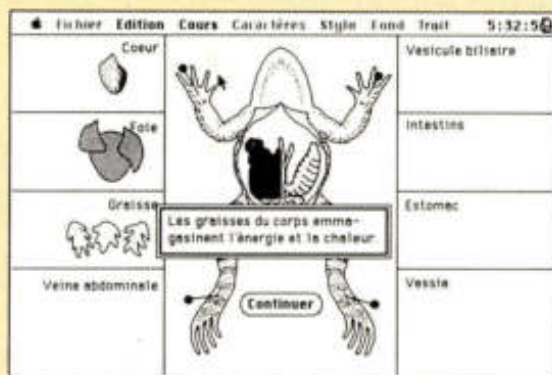 Fichier Edition Cours Caractères Style Fond Trait 5:32:5
Coeur
Foie
Graisse
Veine abdominale
Les graisses du corps emma-
gasinent l'énergie et la chaleur
Continuer
Vesicule biliaire
Intestins
Estomac
Vessie